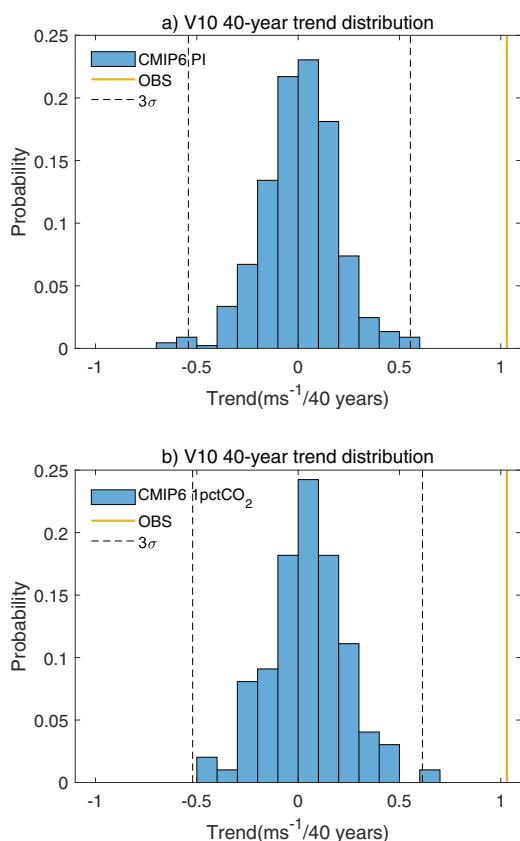 a) V10 40-year trend distribution
0.25
CMIP6 PI
OBS
3σ
0.2
0.15
Probability
0.1
0.05
0
-1 -0.5 0 0.5 1
Trend(ms⁻¹/40 years)
b) V10 40-year trend distribution
0.25
CMIP6 1pctCO₂
OBS
3σ
0.2
0.15
Probability
0.1
0.05
0
-1 -0.5 0 0.5 1
Trend(ms⁻¹/40 years)